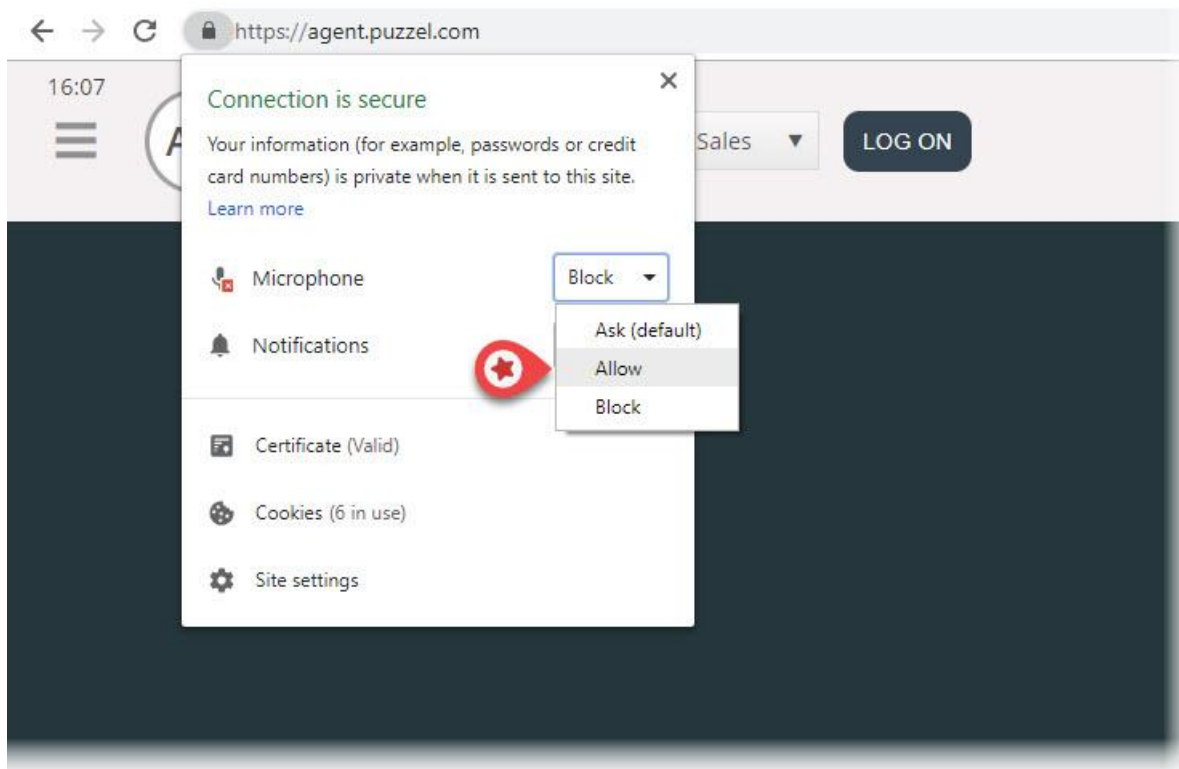 https://agent.puzzel.com
16:07
Connection is secure
Your information (for example, passwords or credit
card numbers) is private when it is sent to this site.
Learn more
Sales
LOG ON
Microphone
Block
Notifications
Ask (default)
Allow
Block
Certificate (Valid)
Cookies (6 in use)
Site settings